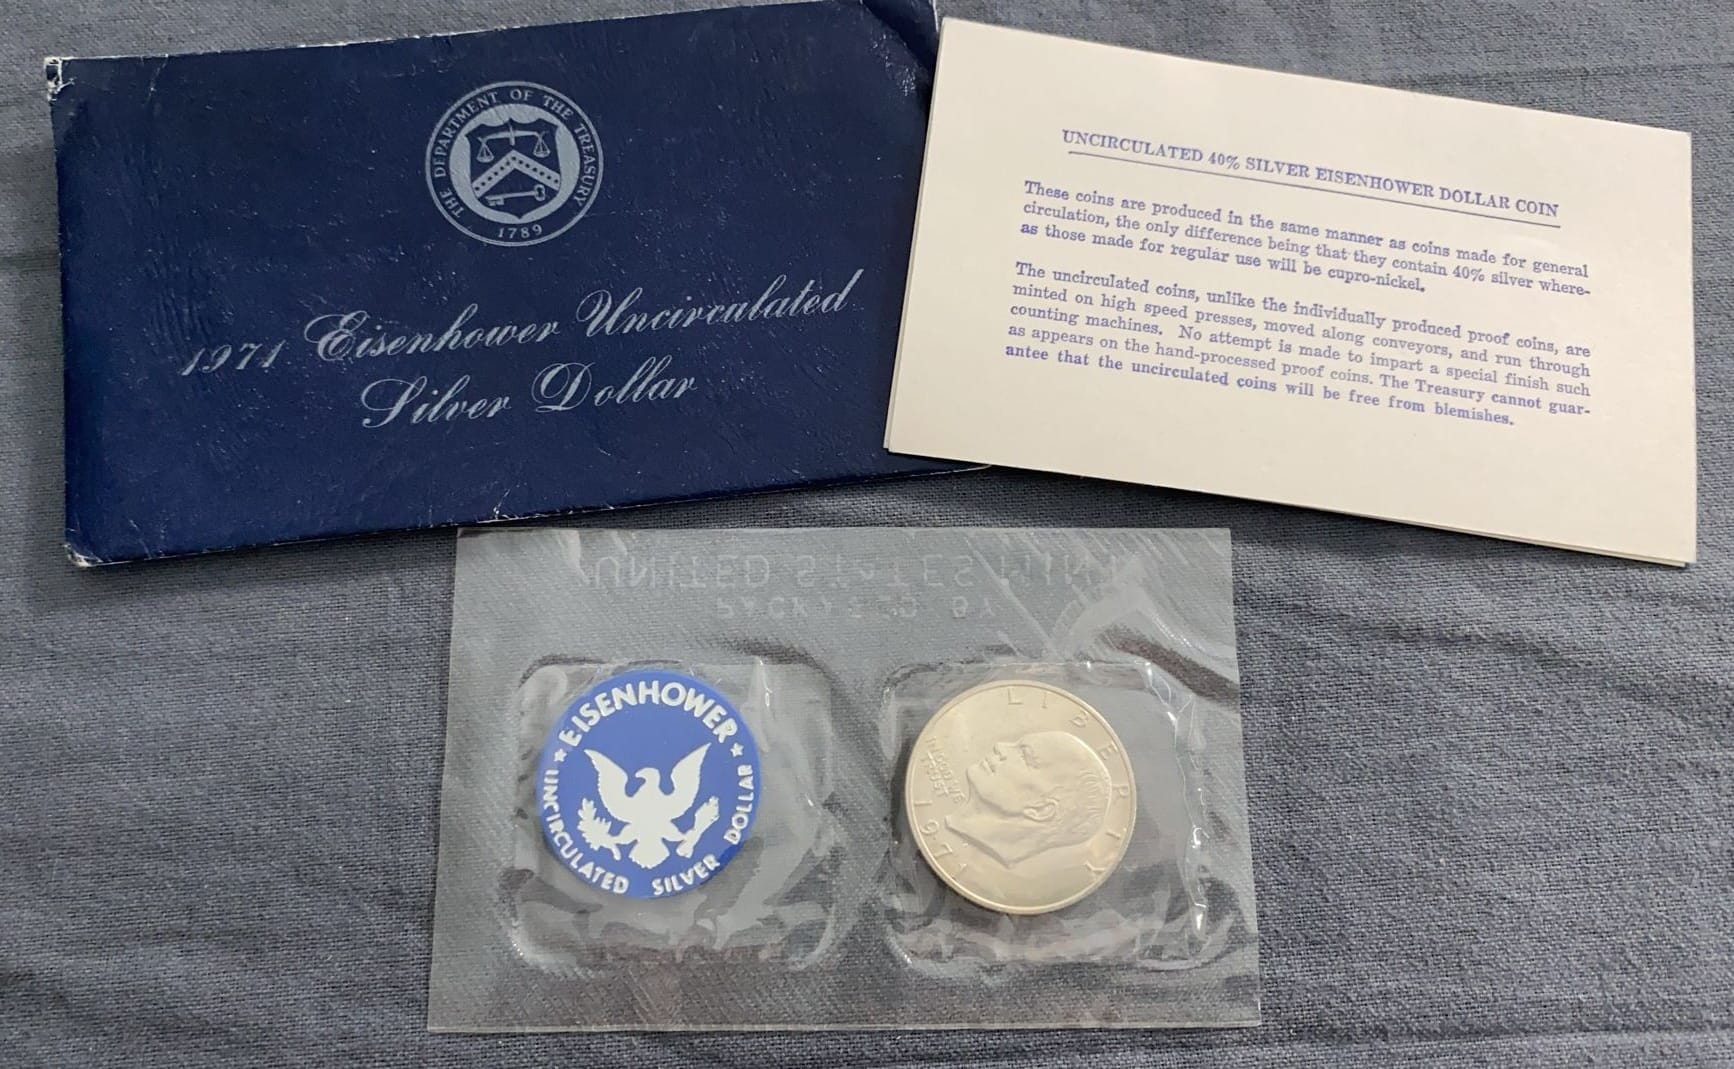 THE DEPARTMENT OF THE TREASURY
1789
1971 Eisenhower Uncirculated
Silver Dollar
UNCIRCULATED 40% SILVER EISENHOWER DOLLAR COIN
These coins are produced in the same manner as coins made for general
circulation, the only difference being that they contain 40% silver where-
as those made for regular use will be cupro-nickel.
The uncirculated coins, unlike the individually produced proof coins, are
minted on high speed presses, moved along conveyors, and run through
counting machines. No attempt is made to impart a special finish such
as appears on the hand-processed proof coins. The Treasury cannot guar-
antee that the uncirculated coins will be free from blemishes.
UNITED STATES MINT
PACKAGED BY
EISENHOWER
UNCIRCULATED SILVER DOLLAR
LIBERTY
IN GOD WE
TRUST
1971